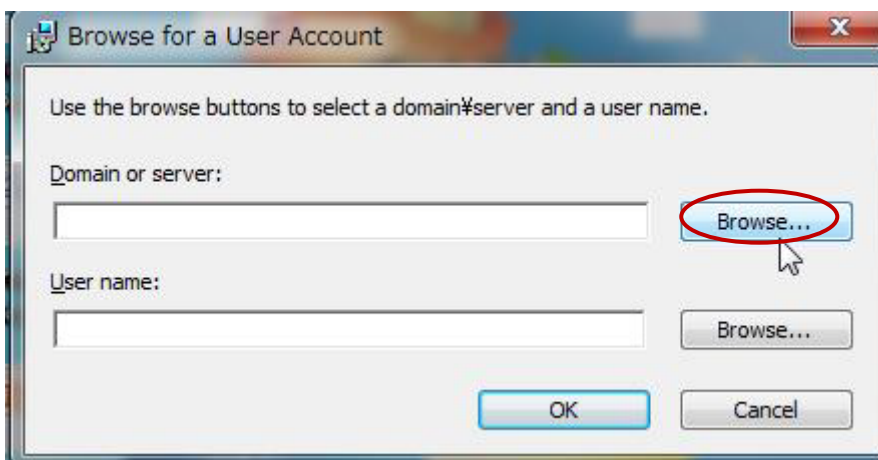 Browse for a User Account
Use the browse buttons to select a domain¥server and a user name.
Domain or server:
Browse...
User name:
Browse...
OK
Cancel